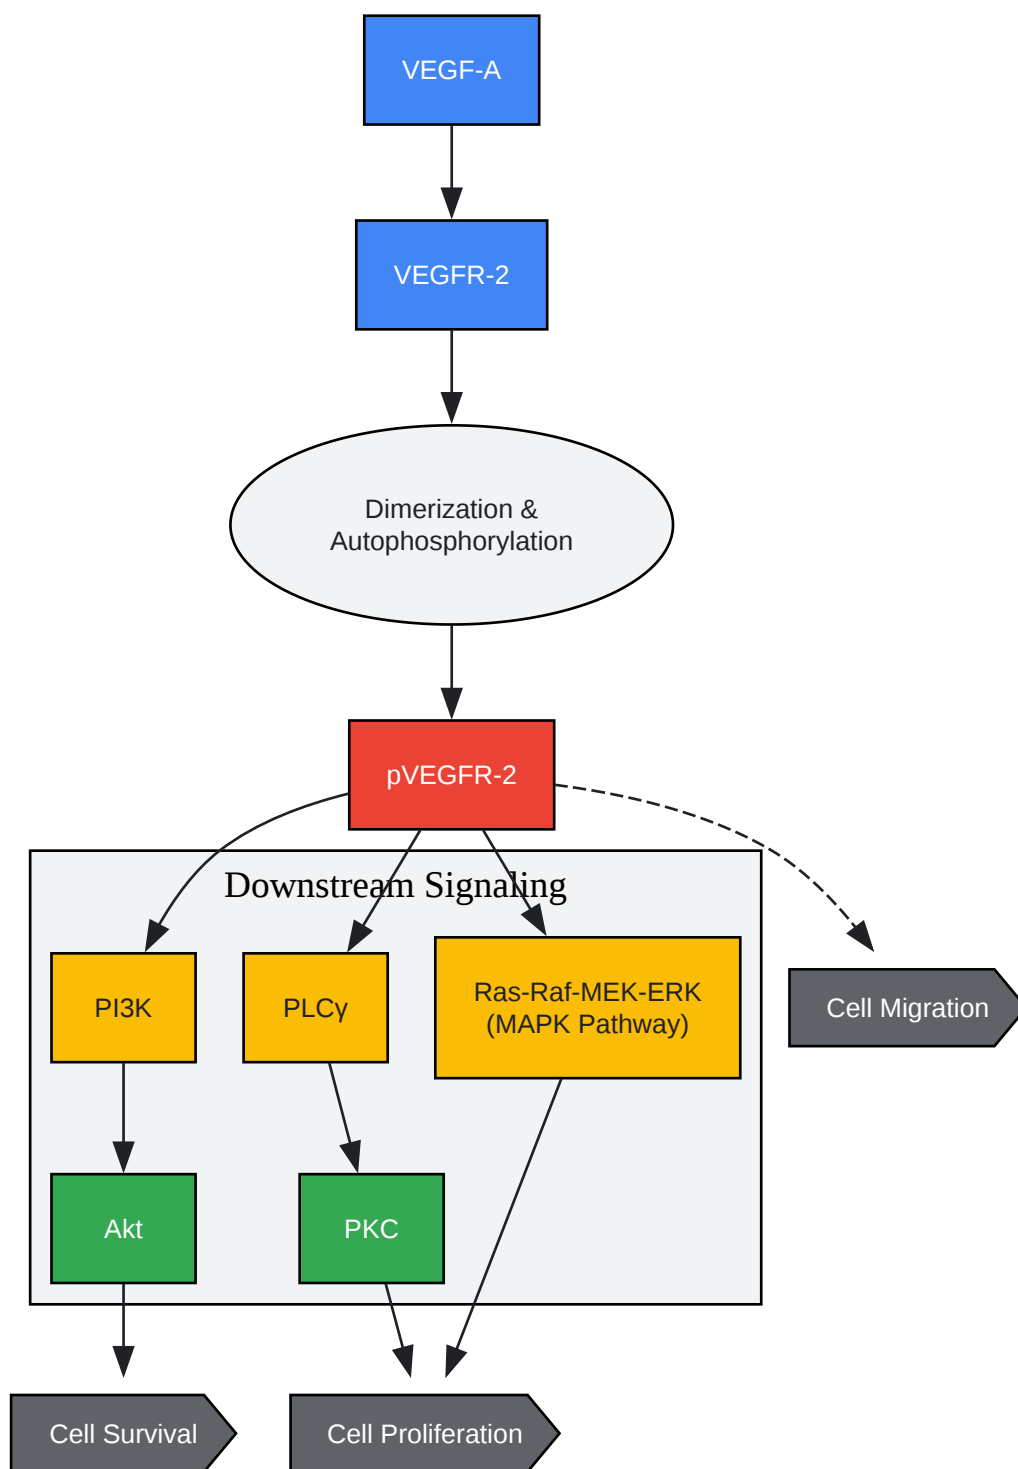 VEGF-A
VEGFR-2
Dimerization &
Autophosphorylation
pVEGFR-2
Downstream Signaling
PI3K
PLCγ
Ras-Raf-MEK-ERK
(MAPK Pathway)
Cell Migration
Akt
PKC
Cell Survival
Cell Proliferation